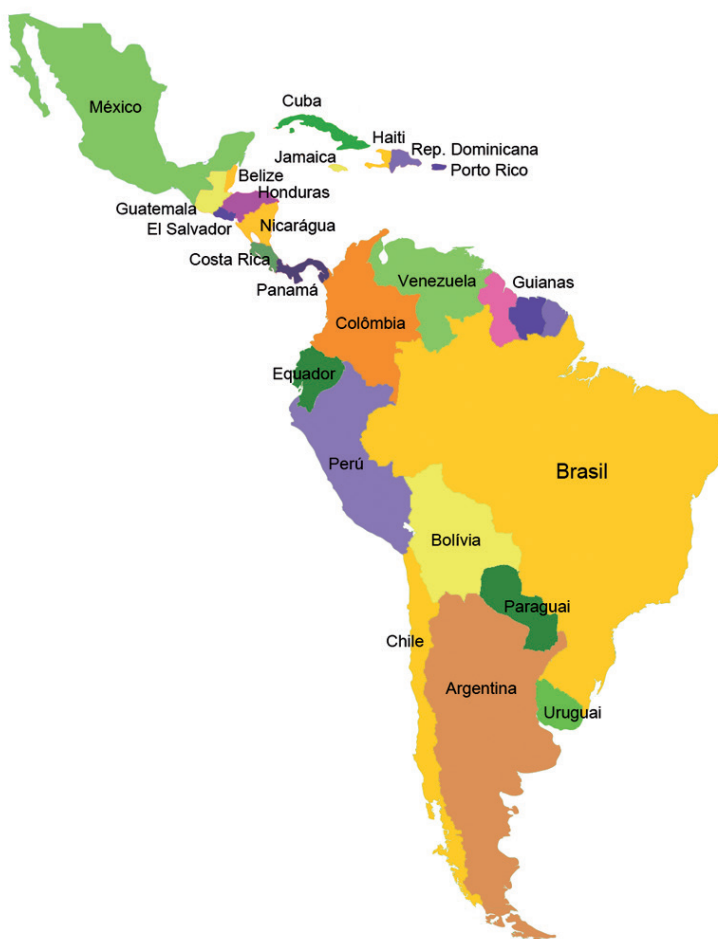 México
Cuba
Haiti
Rep. Dominicana
Jamaica
Porto Rico
Belize
Honduras
Guatemala
El Salvador
Nicarágua
Costa Rica
Panamá
Venezuela
Guianas
Colômbia
Equador
Perú
Brasil
Bolívia
Paraguai
Chile
Argentina
Uruguai